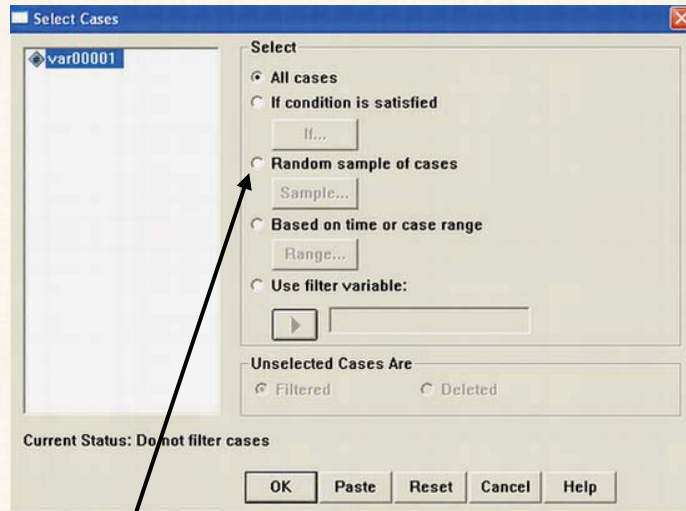 Select Cases
var00001
Select
All cases
If condition is satisfied
If...
Random sample of cases
Sample...
Based on time or case range
Range...
Use filter variable:
Unselected Cases Are
Filtered
Deleted
Current Status: Do not filter cases
OK
Paste
Reset
Cancel
Help